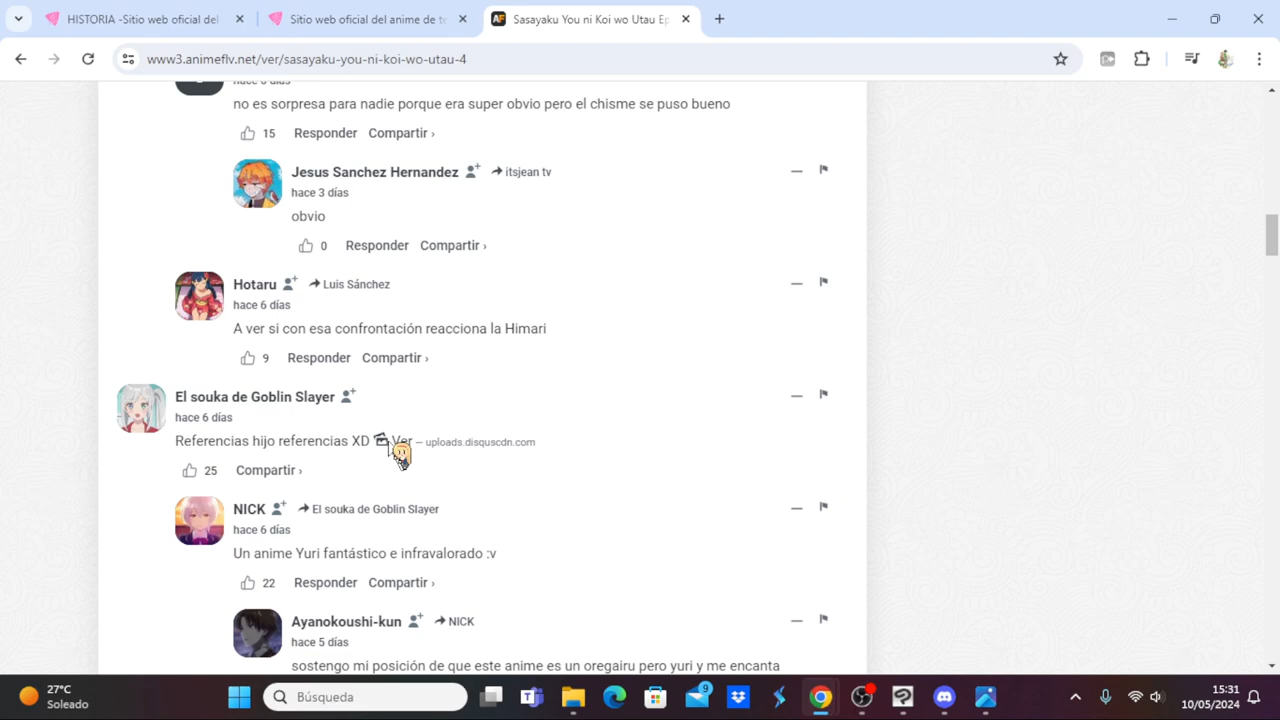 HISTORIA -Sitio web oficial del
Sitio web oficial del anime de te
Sasayaku You ni Koi wo Utau Ep
www3.animeflv.net/ver/sasayaku-you-ni-koi-wo-utau-4
no es sorpresa para nadie porque era super obvio pero el chisme se puso bueno
15 Responder Compartir ›
Jesus Sanchez Hernandez itsjean tv
hace 3 días
obvio
0 Responder Compartir ›
Hotaru Luis Sánchez
hace 6 días
A ver si con esa confrontación reacciona la Himari
9 Responder Compartir ›
El souka de Goblin Slayer
hace 6 días
Referencias hijo referencias XD Ver — uploads.disquscdn.com
25 Compartir ›
NICK El souka de Goblin Slayer
hace 6 días
Un anime Yuri fantástico e infravalorado :v
22 Responder Compartir ›
Ayanokoushi-kun NICK
hace 5 días
sostengo mi posición de que este anime es un oregairu pero yuri y me encanta
27°C
Soleado
Búsqueda
9
15:31
10/05/2024